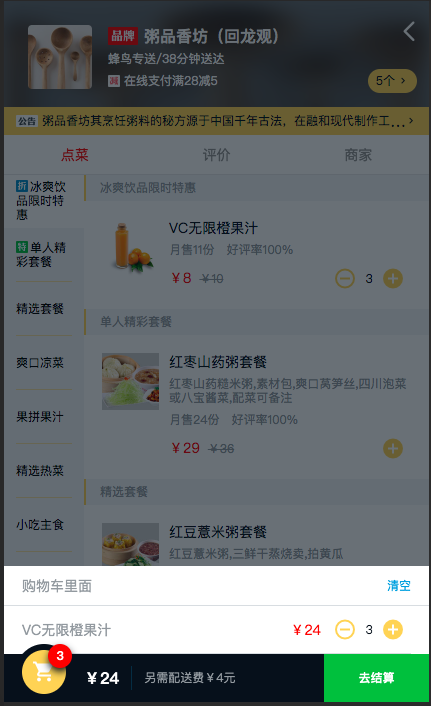 品牌 粥品香坊（回龙观）
蜂鸟专送/38分钟送达
减 在线支付满28减5
5个 >
公告 粥品香坊其烹饪粥料的秘方源于中国千年古法，在融和现代制作工... >
点菜 评价 商家
折 冰爽饮品限时特惠
特 单人精彩套餐
精选套餐
爽口凉菜
果拼果汁
精选热菜
小吃主食
冰爽饮品限时特惠
VC无限橙果汁
月售11份 好评率100%
￥8 ￥10 3
单人精彩套餐
红枣山药粥套餐
红枣山药糙米粥,素材包,爽口莴笋丝,四川泡菜
或八宝酱菜,配菜可备注
月售24份 好评率100%
￥29 ￥36
精选套餐
红豆薏米粥套餐
红豆薏米粥,三鲜干蒸烧卖,拍黄瓜
购物车里面 清空
VC无限橙果汁 ￥24 3
3 ￥24 另需配送费￥4元 去结算